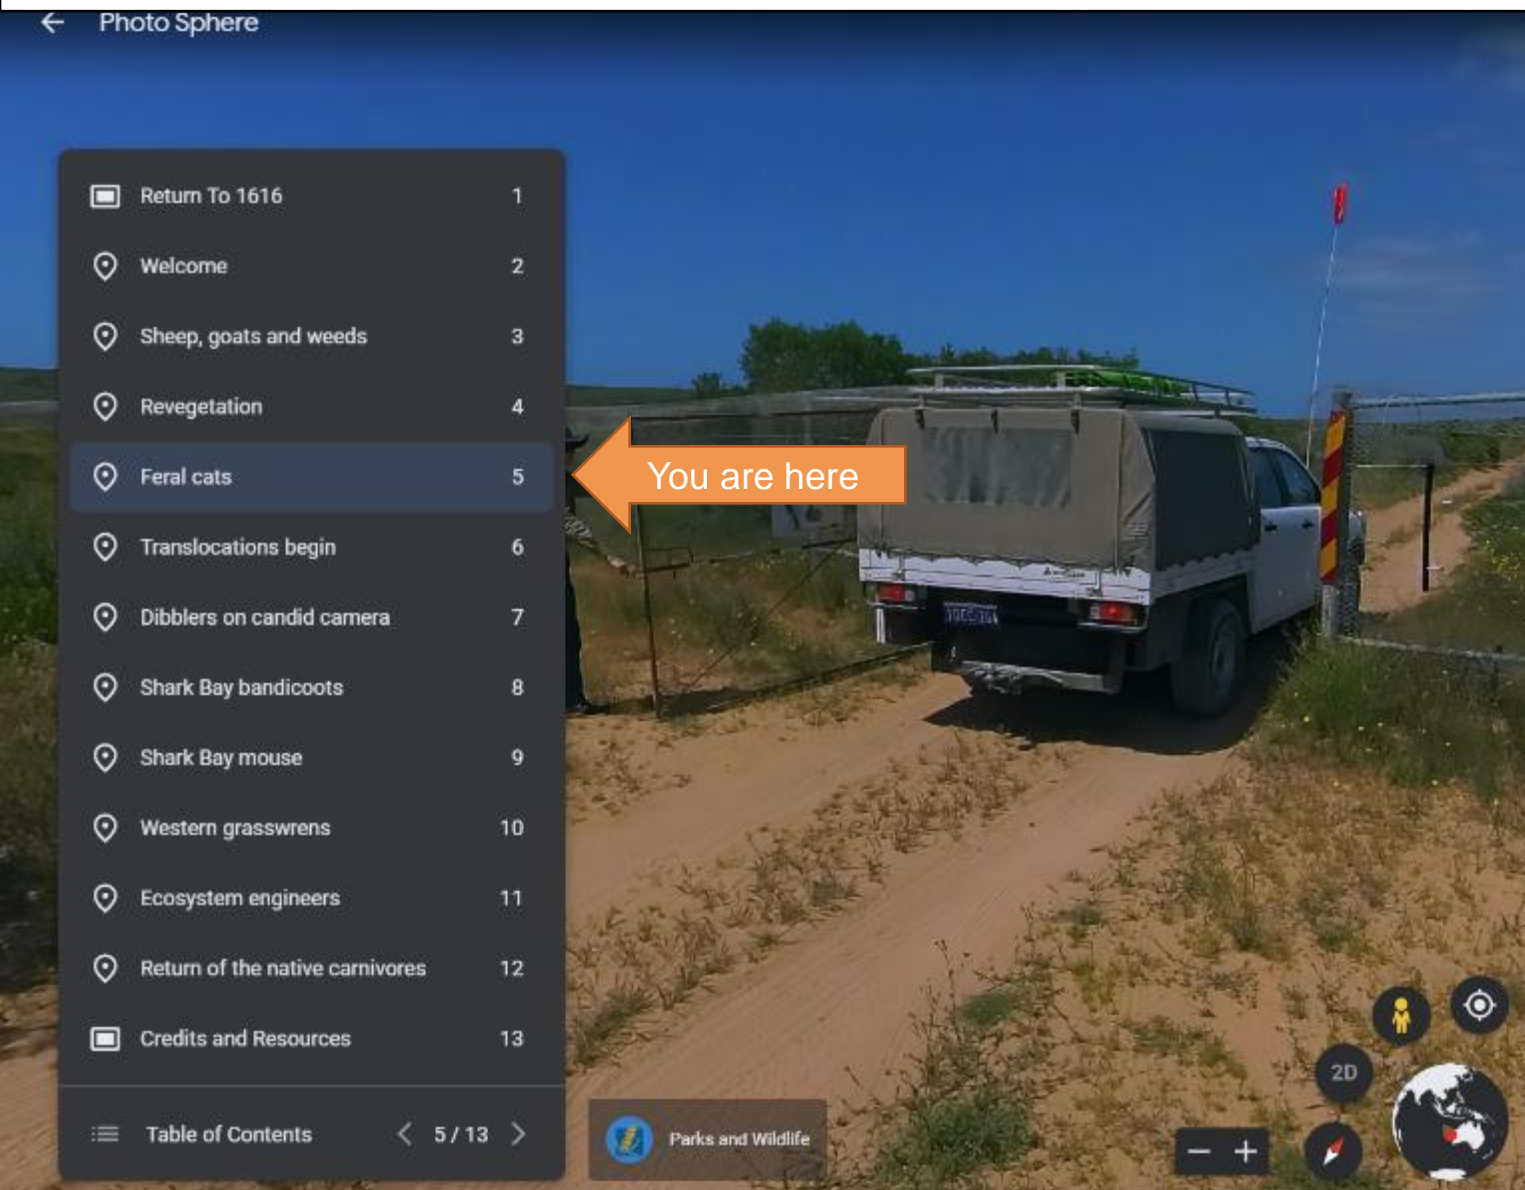 Photo Sphere
Return To 1616 1
Welcome 2
Sheep, goats and weeds 3
Revegetation 4
Feral cats 5
You are here
Translocations begin 6
Dibblers on candid camera 7
Shark Bay bandicoots 8
Shark Bay mouse 9
Western grasswrens 10
Ecosystem engineers 11
Return of the native carnivores 12
Credits and Resources 13
Table of Contents 5 / 13
Parks and Wildlife
2D